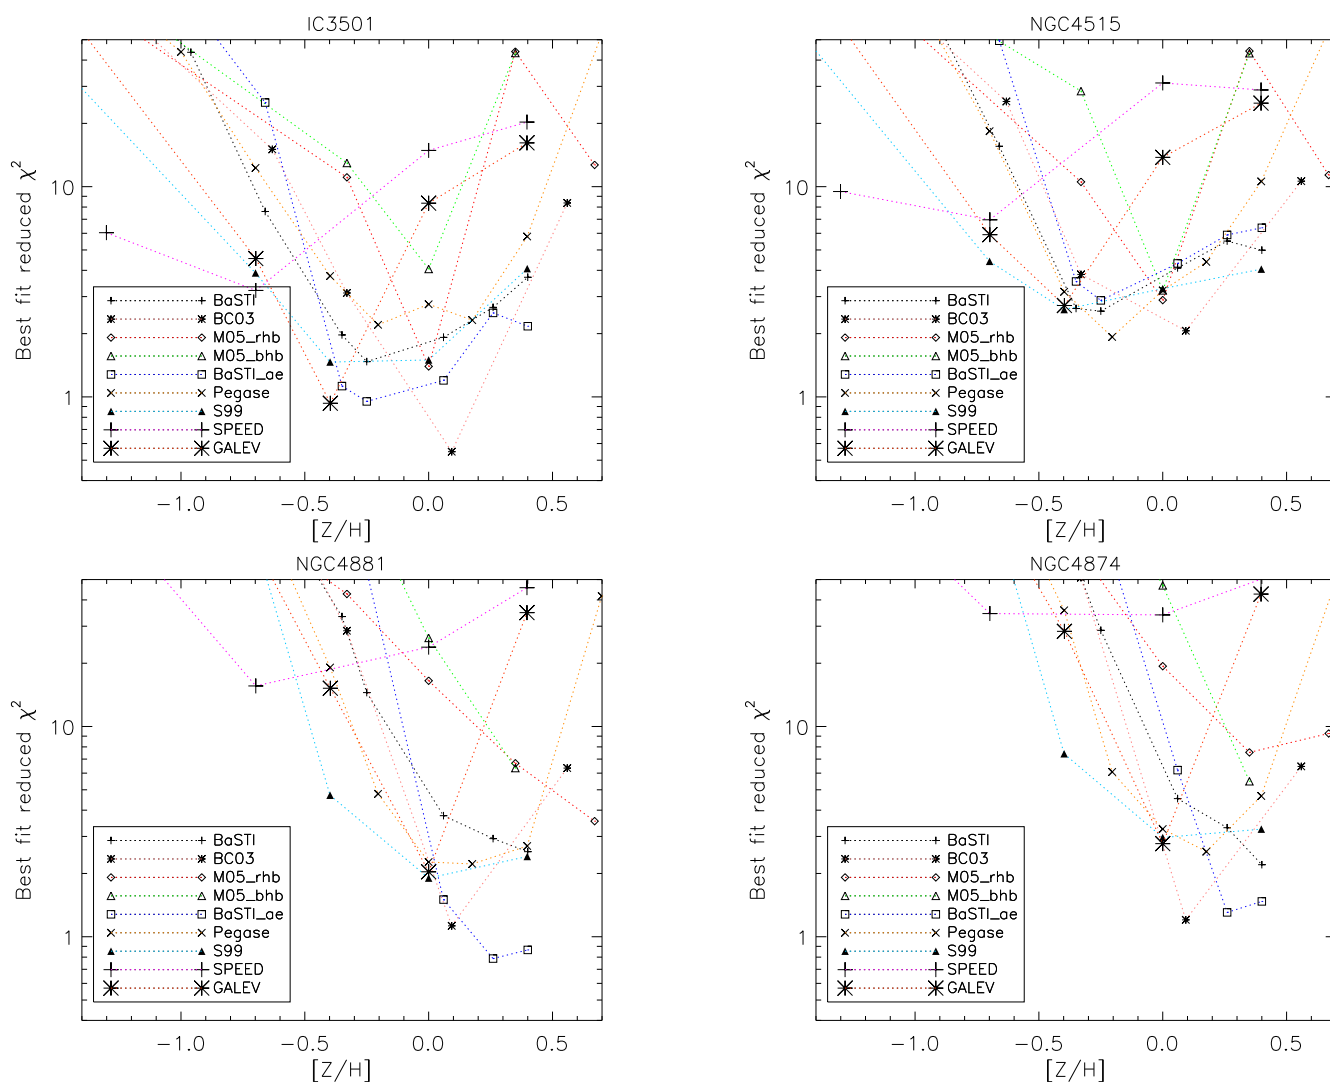 IC3501
Best fit reduced χ²
10
1
BaSTI
BC03
M05_rhb
M05_bhb
BaSTI_ae
Pegase
S99
SPEED
GALEV
−1.0 −0.5 0.0 0.5
[Z/H]
NGC4515
Best fit reduced χ²
10
1
BaSTI
BC03
M05_rhb
M05_bhb
BaSTI_ae
Pegase
S99
SPEED
GALEV
−1.0 −0.5 0.0 0.5
[Z/H]
NGC4881
Best fit reduced χ²
10
1
BaSTI
BC03
M05_rhb
M05_bhb
BaSTI_ae
Pegase
S99
SPEED
GALEV
−1.0 −0.5 0.0 0.5
[Z/H]
NGC4874
Best fit reduced χ²
10
1
BaSTI
BC03
M05_rhb
M05_bhb
BaSTI_ae
Pegase
S99
SPEED
GALEV
−1.0 −0.5 0.0 0.5
[Z/H]